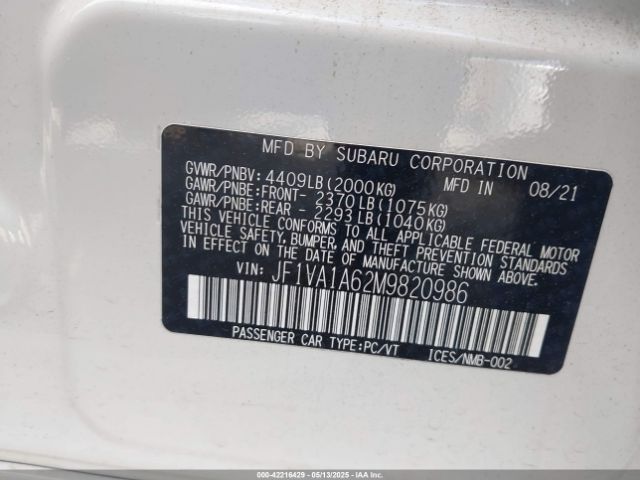 MFD BY SUBARU CORPORATION
GVWR/PNBV: 4409LB(2000KG) MFD IN 08/21
GAWR/PNBE:FRONT- 2370LB(1075KG)
GAWR/PNBE:REAR - 2293LB(1040KG)
THIS VEHICLE CONFORMS TO ALL APPLICABLE FEDERAL MOTOR
VEHICLE SAFETY, BUMPER, AND THEFT PREVENTION STANDARDS
IN EFFECT ON THE DATE OF MANUFACTURE SHOWN ABOVE.
VIN: JF1VA1A62M9820986
PASSENGER CAR TYPE:PC/VT ICES/NMB-002
000-42216429 - 05/13/2025 - IAAI.COM